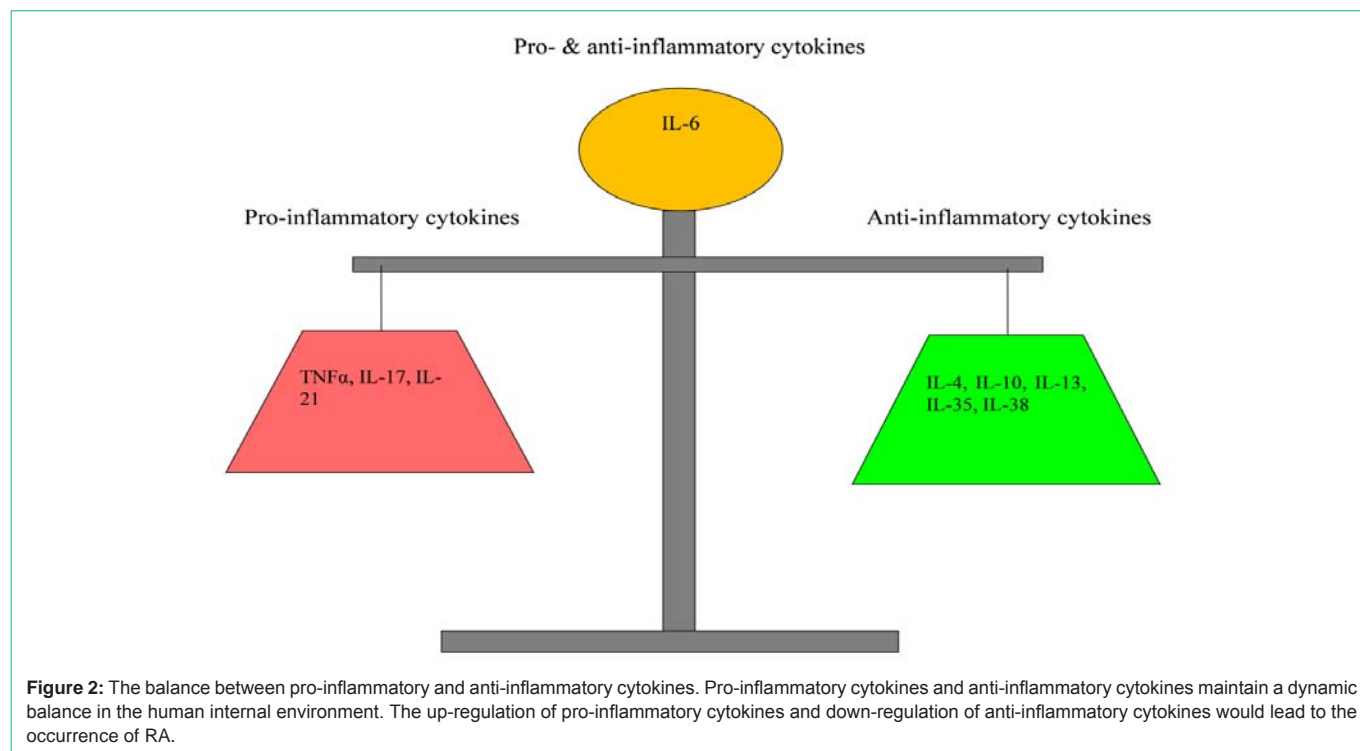 Pro- & anti-inflammatory cytokines
IL-6
Pro-inflammatory cytokines
Anti-inflammatory cytokines
TNFα, IL-17, IL-
21
IL-4, IL-10, IL-13,
IL-35, IL-38
Figure 2: The balance between pro-inflammatory and anti-inflammatory cytokines. Pro-inflammatory cytokines and anti-inflammatory cytokines maintain a dynamic
balance in the human internal environment. The up-regulation of pro-inflammatory cytokines and down-regulation of anti-inflammatory cytokines would lead to the
occurrence of RA.